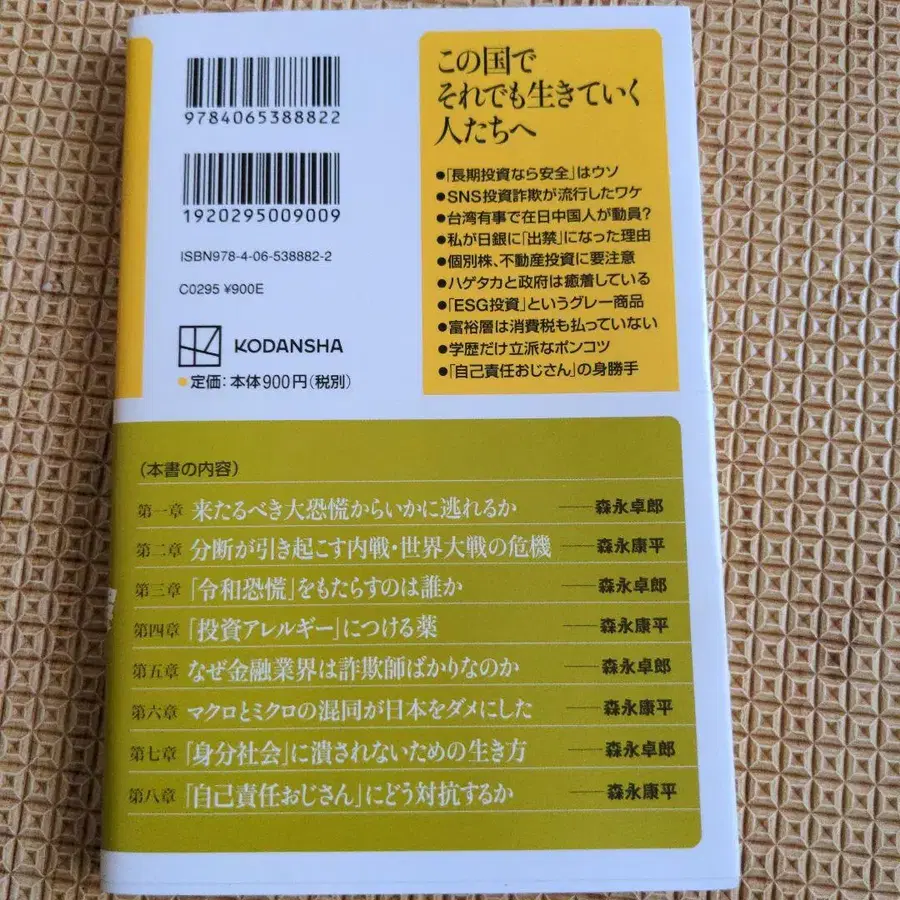 9784065388822
1920295009009
ISBN978-4-06-538882-2
C0295 ¥900E
KODANSHA
●定価：本体900円（税別）
この国で
それでも生きていく
人たちへ
●「長期投資なら安全」はウソ
●SNS投資詐欺が流行したワケ
●台湾有事で在日中国人が動員?
●私が日銀に「出禁」になった理由
●個別株、不動産投資に要注意
●ハゲタカと政府は癒着している
●「ESG投資」というグレー商品
●富裕層は消費税も払っていない
●学歴だけ立派なポンコツ
●「自己責任おじさん」の身勝手
（本書の内容）
第一章 来たるべき大恐慌からいかに逃れるか ──森永卓郎
第二章 分断が引き起こす内戦・世界大戦の危機 ──森永康平
第三章 「令和恐慌」をもたらすのは誰か ──森永卓郎
第四章 「投資アレルギー」につける薬 ──森永康平
第五章 なぜ金融業界は詐欺師ばかりなのか ──森永卓郎
第六章 マクロとミクロの混同が日本をダメにした ──森永康平
第七章 「身分社会」に潰されないための生き方 ──森永卓郎
第八章 「自己責任おじさん」にどう対抗するか ──森永康平